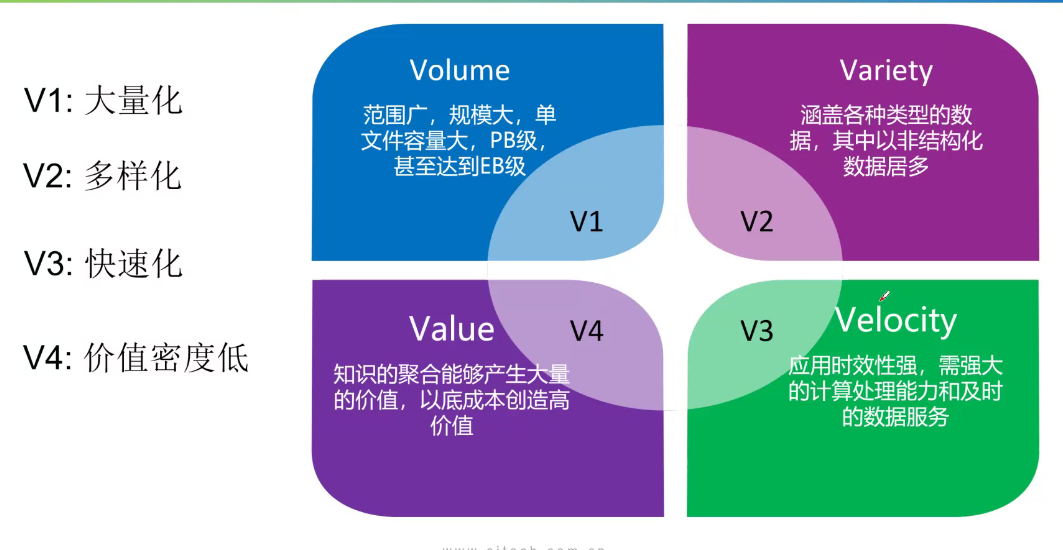 V1: 大量化
V2: 多样化
V3: 快速化
V4: 价值密度低
Volume
范围广，规模大，单
文件容量大，PB级，
甚至达到EB级
V1
Variety
涵盖各种类型的数
据，其中以非结构化
数据居多
V2
Value
知识的聚合能够产生大量
的价值，以底成本创造高
价值
V4
Velocity
应用时效性强，需强大
的计算处理能力和及时
的数据服务
V3